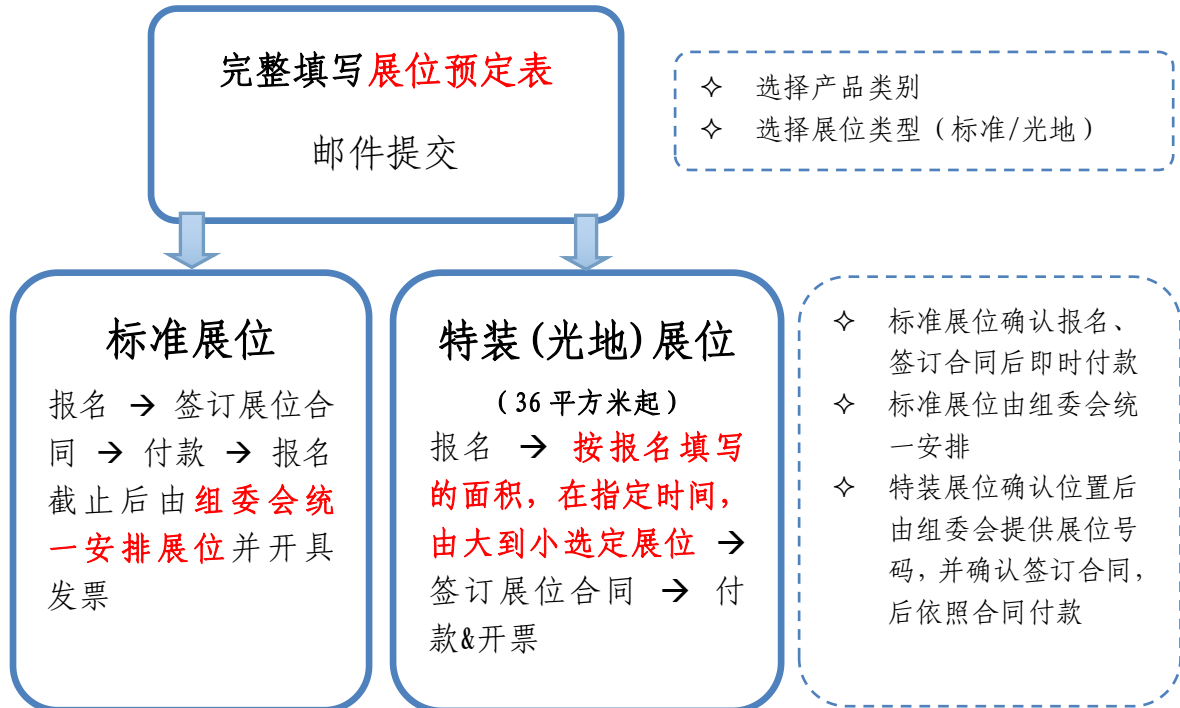 完整填写展位预定表
邮件提交
✧ 选择产品类别
✧ 选择展位类型（标准/光地）
标准展位
报名 → 签订展位合
同 → 付款 → 报名
截止后由组委会统
一安排展位并开具
发票
特装(光地)展位
（36平方米起）
报名 → 按报名填写
的面积，在指定时间，
由大到小选定展位 →
签订展位合同 → 付
款&开票
✧ 标准展位确认报名、
签订合同后即时付款
✧ 标准展位由组委会统
一安排
✧ 特装展位确认位置后
由组委会提供展位号
码，并确认签订合同，
后依照合同付款